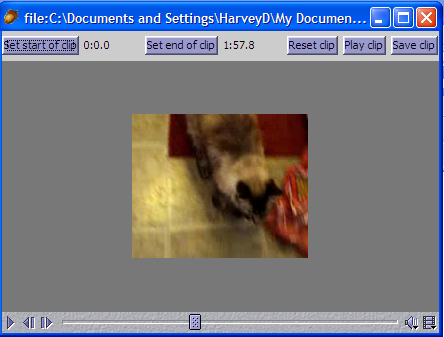 file:C:\Documents and Settings\HarveyD\My Documen...
Set start of clip 0:0.0 Set end of clip 1:57.8 Reset clip Play clip Save clip